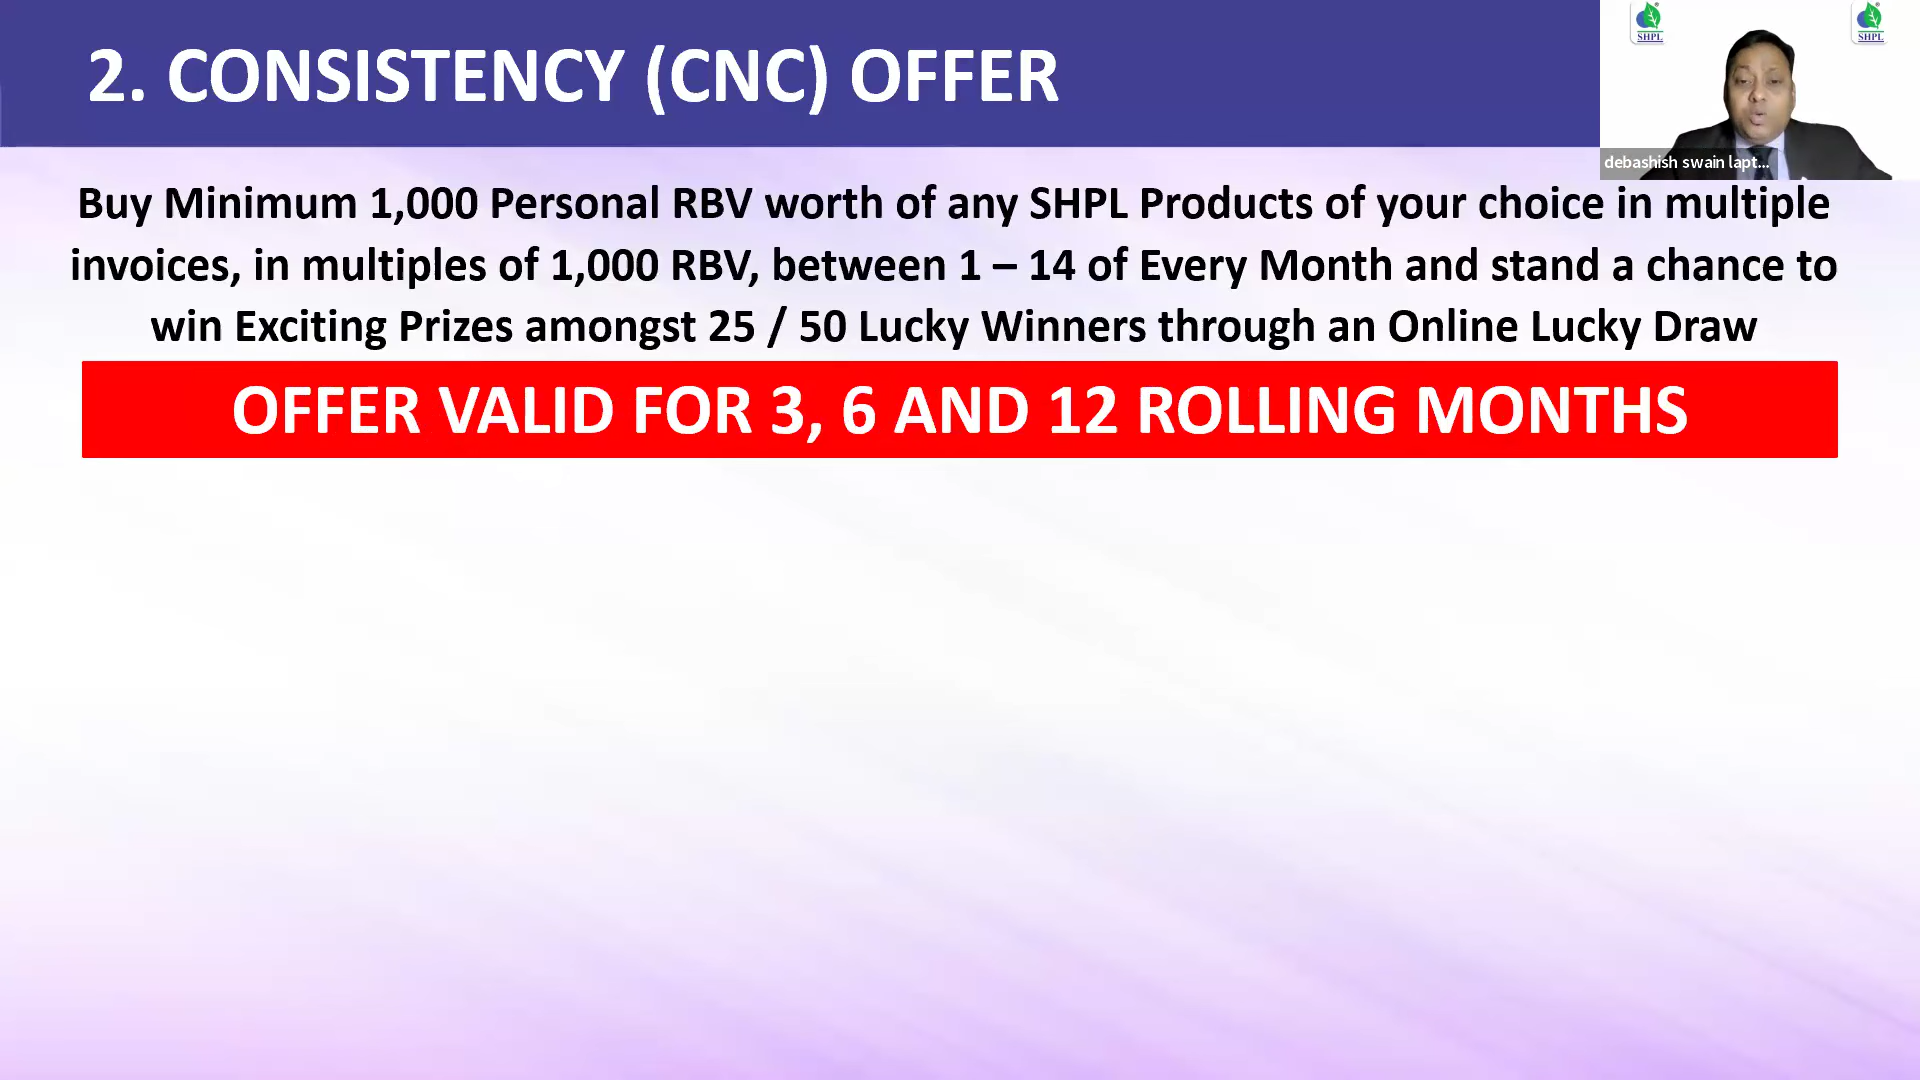 2. CONSISTENCY (CNC) OFFER
SHPL
SHPL
debashish swain lapt...
Buy Minimum 1,000 Personal RBV worth of any SHPL Products of your choice in multiple
invoices, in multiples of 1,000 RBV, between 1 – 14 of Every Month and stand a chance to
win Exciting Prizes amongst 25 / 50 Lucky Winners through an Online Lucky Draw
OFFER VALID FOR 3, 6 AND 12 ROLLING MONTHS